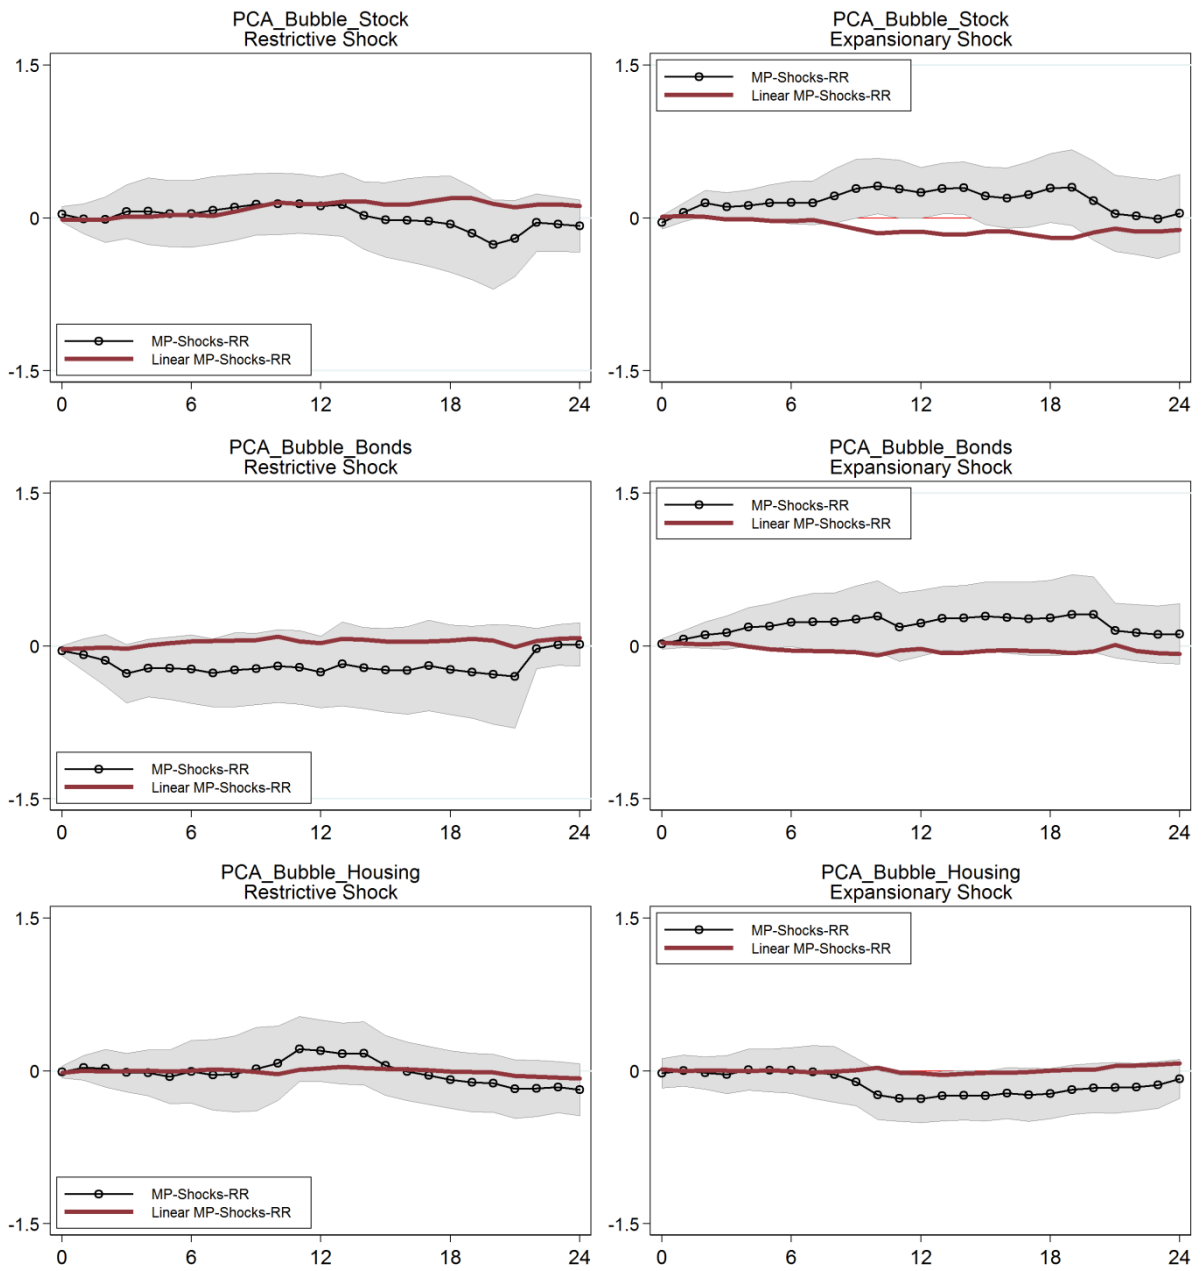 PCA_Bubble_Stock
Restrictive Shock
1.5
0
-1.5
MP-Shocks-RR
Linear MP-Shocks-RR
0 6 12 18 24
PCA_Bubble_Stock
Expansionary Shock
1.5
0
-1.5
MP-Shocks-RR
Linear MP-Shocks-RR
0 6 12 18 24
PCA_Bubble_Bonds
Restrictive Shock
1.5
0
-1.5
MP-Shocks-RR
Linear MP-Shocks-RR
0 6 12 18 24
PCA_Bubble_Bonds
Expansionary Shock
1.5
0
-1.5
MP-Shocks-RR
Linear MP-Shocks-RR
0 6 12 18 24
PCA_Bubble_Housing
Restrictive Shock
1.5
0
-1.5
MP-Shocks-RR
Linear MP-Shocks-RR
0 6 12 18 24
PCA_Bubble_Housing
Expansionary Shock
1.5
0
-1.5
MP-Shocks-RR
Linear MP-Shocks-RR
0 6 12 18 24